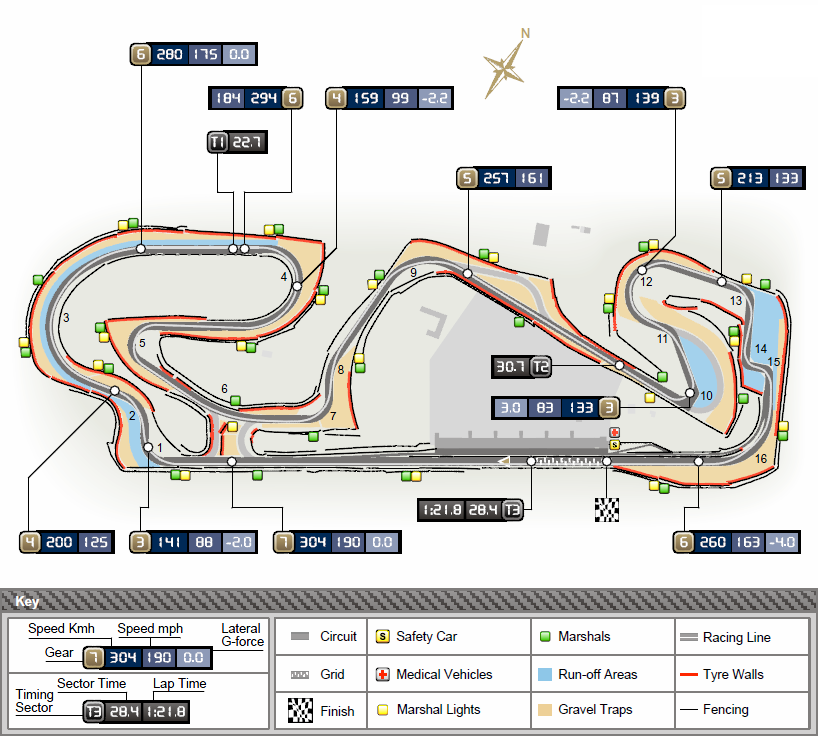 N
6 280 175 0.0
184 294 6
4 159 99 -2.2
-2.2 87 139 3
T1 22.7
5 257 161
5 213 133
4
9
12
13
3
5
11
14
15
8
30.7 T2
6
10
2
7
3.0 83 133 3
1
S
16
1:21.8 28.4 T3
4 200 125
3 141 88 -2.0
7 304 190 0.0
6 260 163 -4.0
Key
Speed Kmh Speed mph Lateral
G-force
Gear 7 304 190 0.0
Sector Time Lap Time
Timing
Sector T3 28.4 1:21.8
Circuit S Safety Car Marshals Racing Line
Grid Medical Vehicles Run-off Areas Tyre Walls
Finish Marshal Lights Gravel Traps Fencing